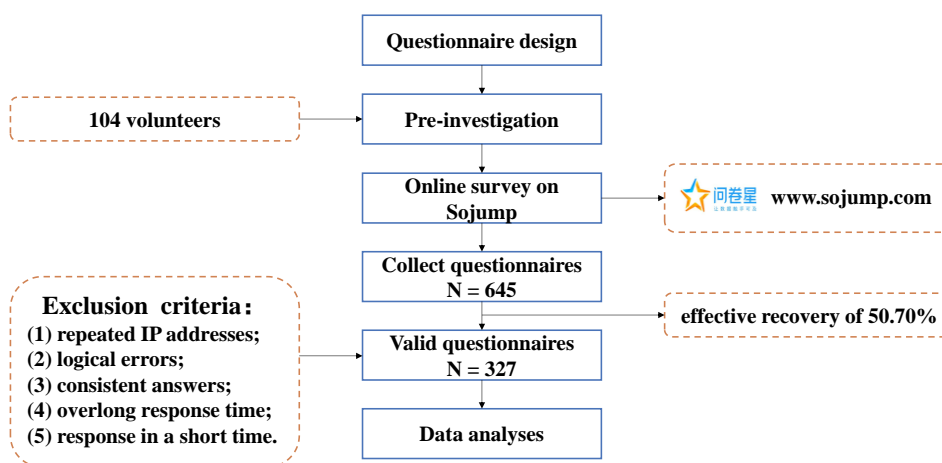 Questionnaire design
104 volunteers
Pre-investigation
Online survey on
Sojump
问卷星
www.sojump.com
Collect questionnaires
N = 645
effective recovery of 50.70%
Exclusion criteria：
(1) repeated IP addresses;
(2) logical errors;
(3) consistent answers;
(4) overlong response time;
(5) response in a short time.
Valid questionnaires
N = 327
Data analyses